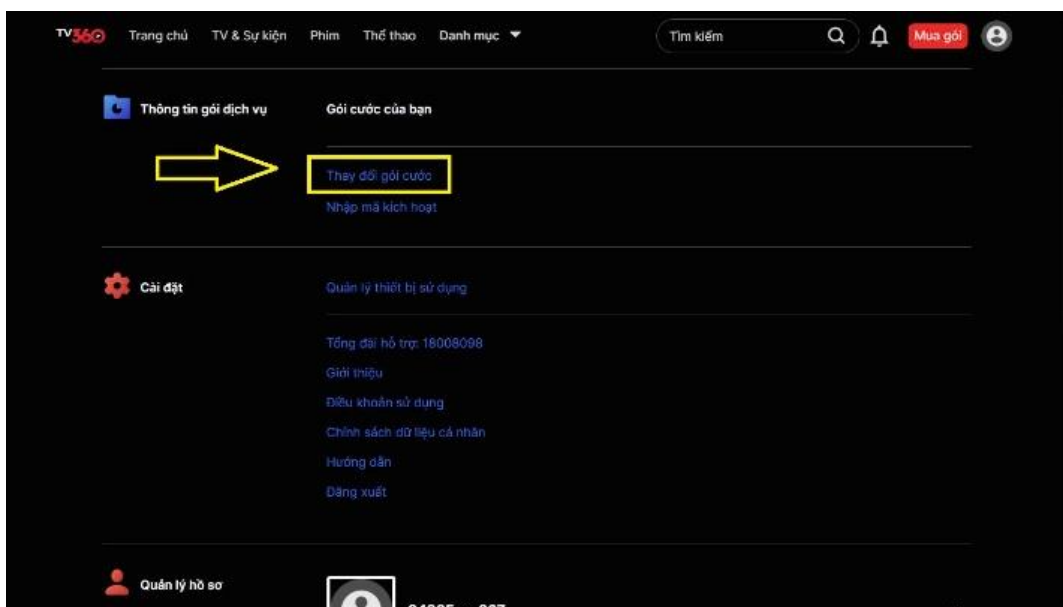 TV360
Trang chủ TV & Sự kiện Phim Thể thao Danh mục Tìm kiếm Mua gói
Thông tin gói dịch vụ Gói cước của bạn
Thay đổi gói cước
Nhập mã kích hoạt
Cài đặt Quản lý thiết bị sử dụng
Tổng đài hỗ trợ: 18008098
Giới thiệu
Điều khoản sử dụng
Chính sách dữ liệu cá nhân
Hướng dẫn
Đăng xuất
Quản lý hồ sơ